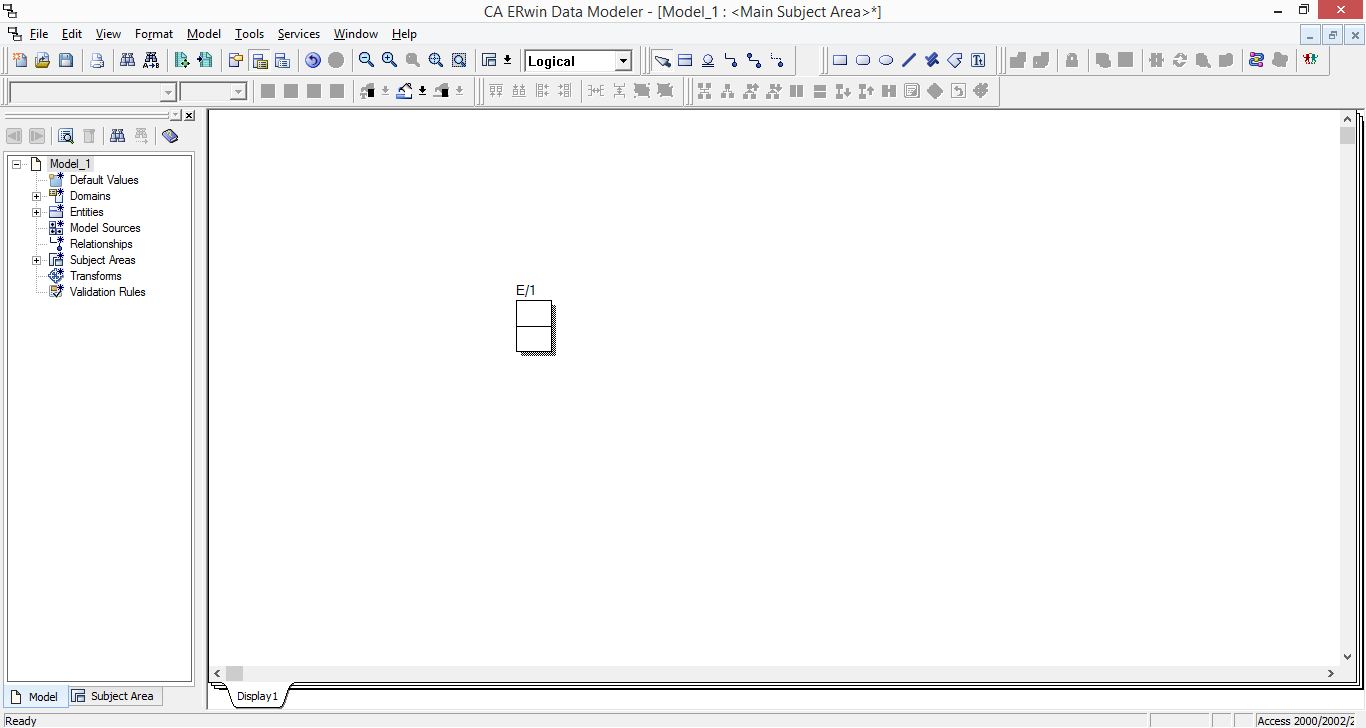 CA ERwin Data Modeler - [Model_1 : <Main Subject Area>*]
File Edit View Format Model Tools Services Window Help
Logical
Model_1
Default Values
Domains
Entities
Model Sources
Relationships
Subject Areas
Transforms
Validation Rules
E/1
Model Subject Area
Display1
Ready Access 2000/2002/2